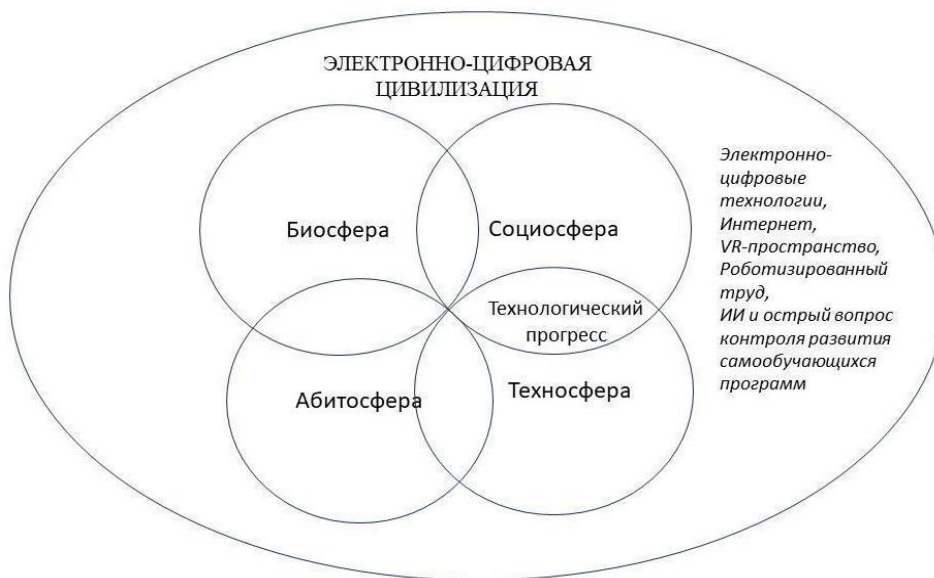 ЭЛЕКТРОННО-ЦИФРОВАЯ
ЦИВИЛИЗАЦИЯ
Биосфера
Социосфера
Технологический
прогресс
Абитосфера
Техносфера
Электронно-
цифровые
технологии,
Интернет,
VR-пространство,
Роботизированный
труд,
ИИ и острый вопрос
контроля развития
самообучающихся
программ